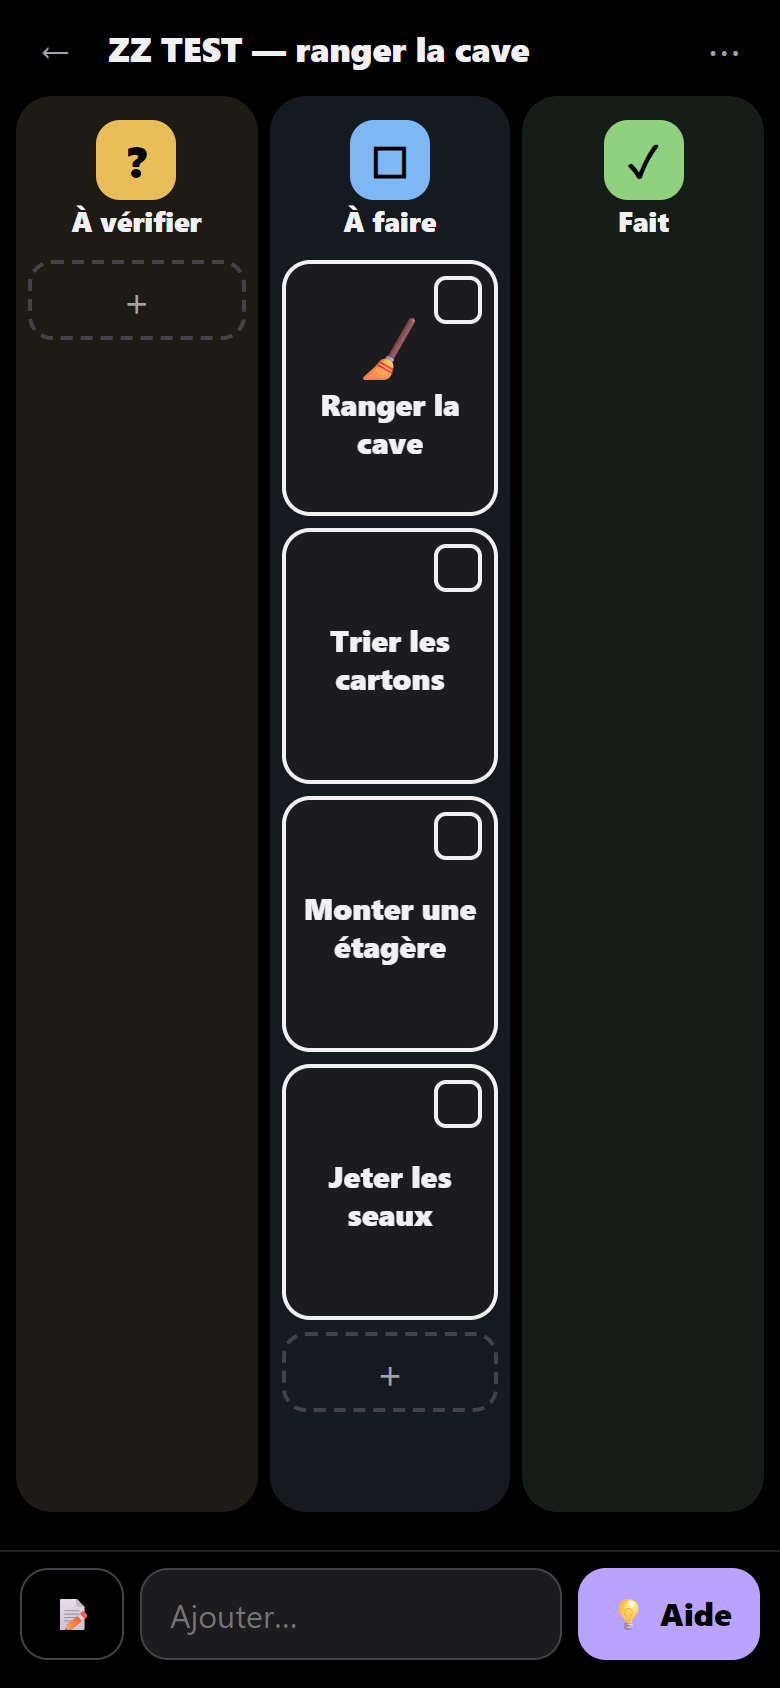 ← ZZ TEST — ranger la cave ...
?
À vérifier
+
À faire
Ranger la
cave
Trier les
cartons
Monter une
étagère
Jeter les
seaux
+
✓
Fait
Ajouter...
Aide